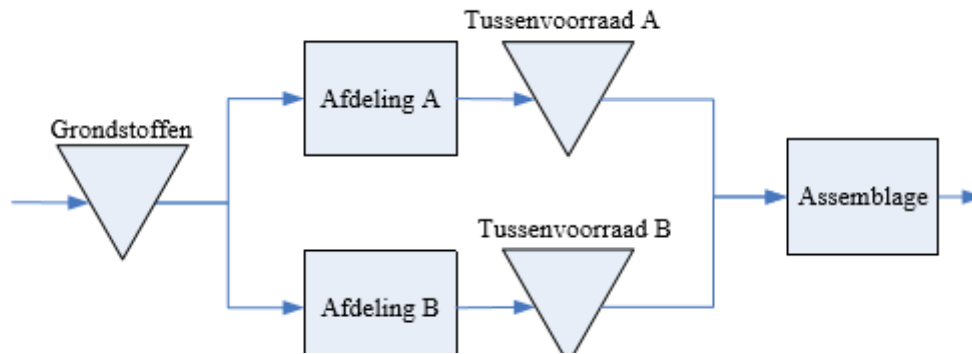 Tussenvoorraad A
Afdeling A
Grondstoffen
Assemblage
Tussenvoorraad B
Afdeling B